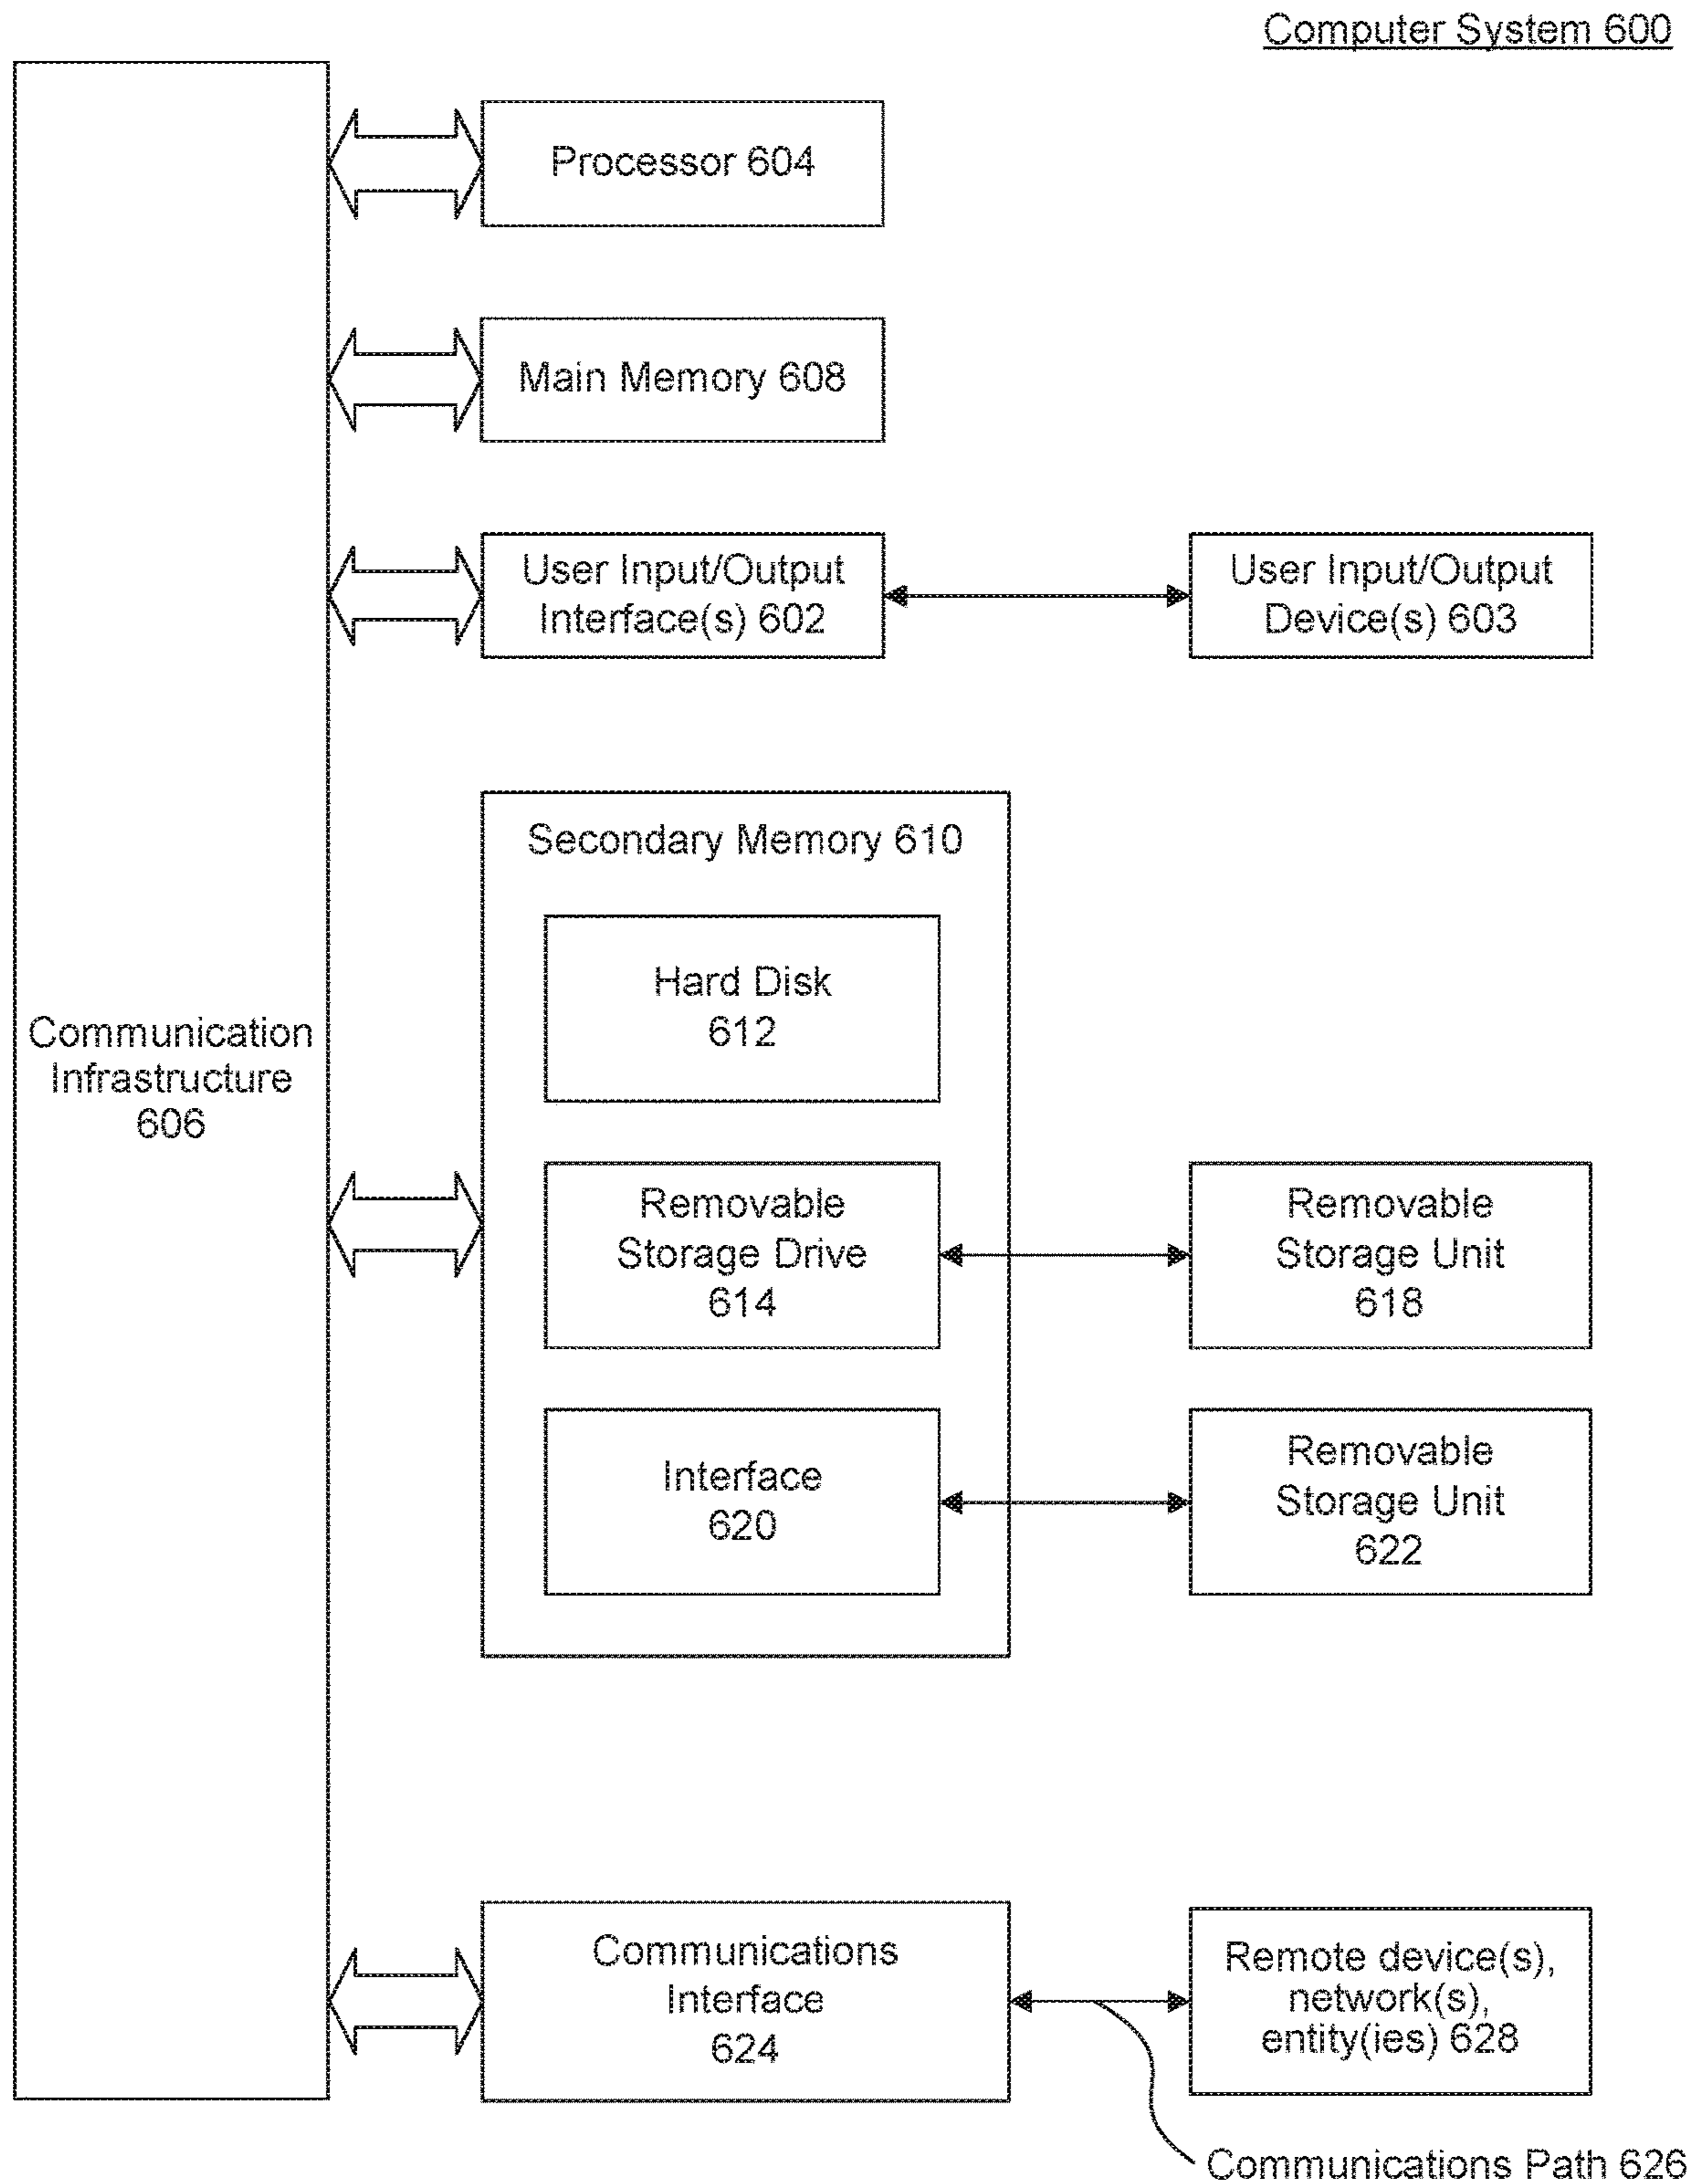 Computer System 600
Processor 604
Main Memory 608
User Input/Output
Interface(s) 602
User Input/Output
Device(s) 603
Secondary Memory 610
Hard Disk
612
Communication
Infrastructure
606
Removable
Storage Drive
614
Removable
Storage Unit
618
Interface
620
Removable
Storage Unit
622
Communications
Interface
624
Remote device(s),
network(s),
entity(ies) 628
Communications Path 626